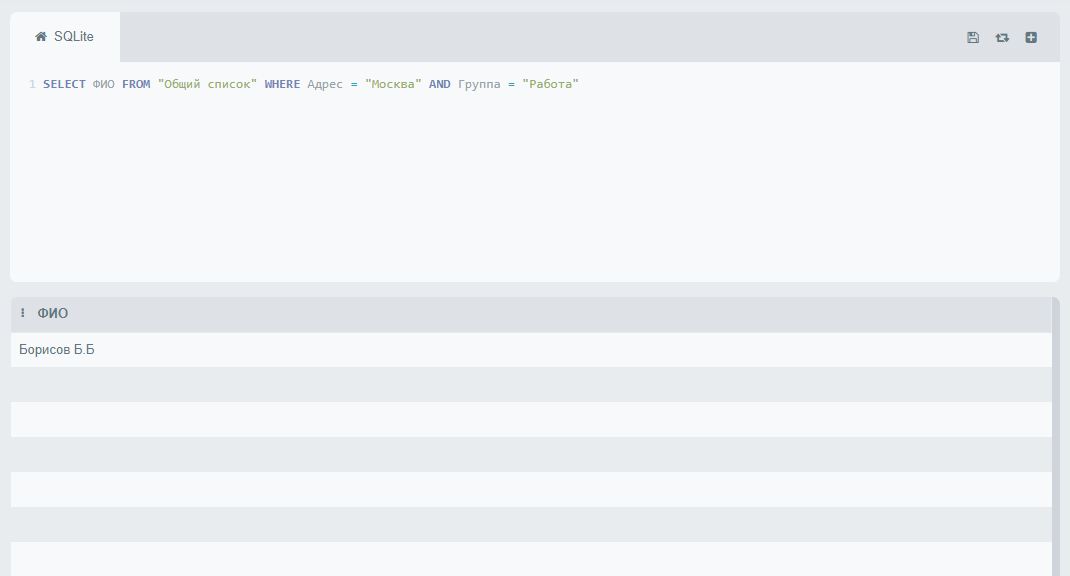 SQLite
1 SELECT ФИО FROM "Общий список" WHERE Адрес = "Москва" AND Группа = "Работа"
ФИО
Борисов Б.Б